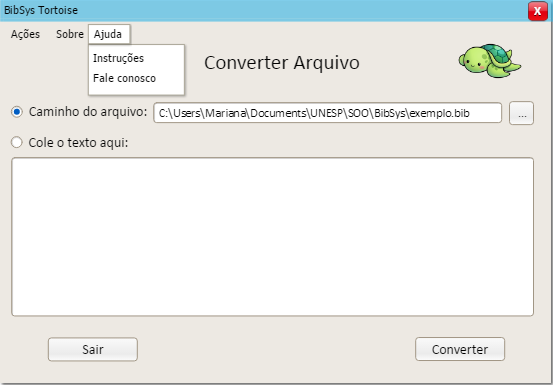 BibSys Tortoise
X
Ações Sobre Ajuda
Instruções
Fale conosco
Converter Arquivo
Caminho do arquivo: C:\Users\Mariana\Documents\UNESP\SOO\BibSys\exemplo.bib ...
Cole o texto aqui:
Sair Converter